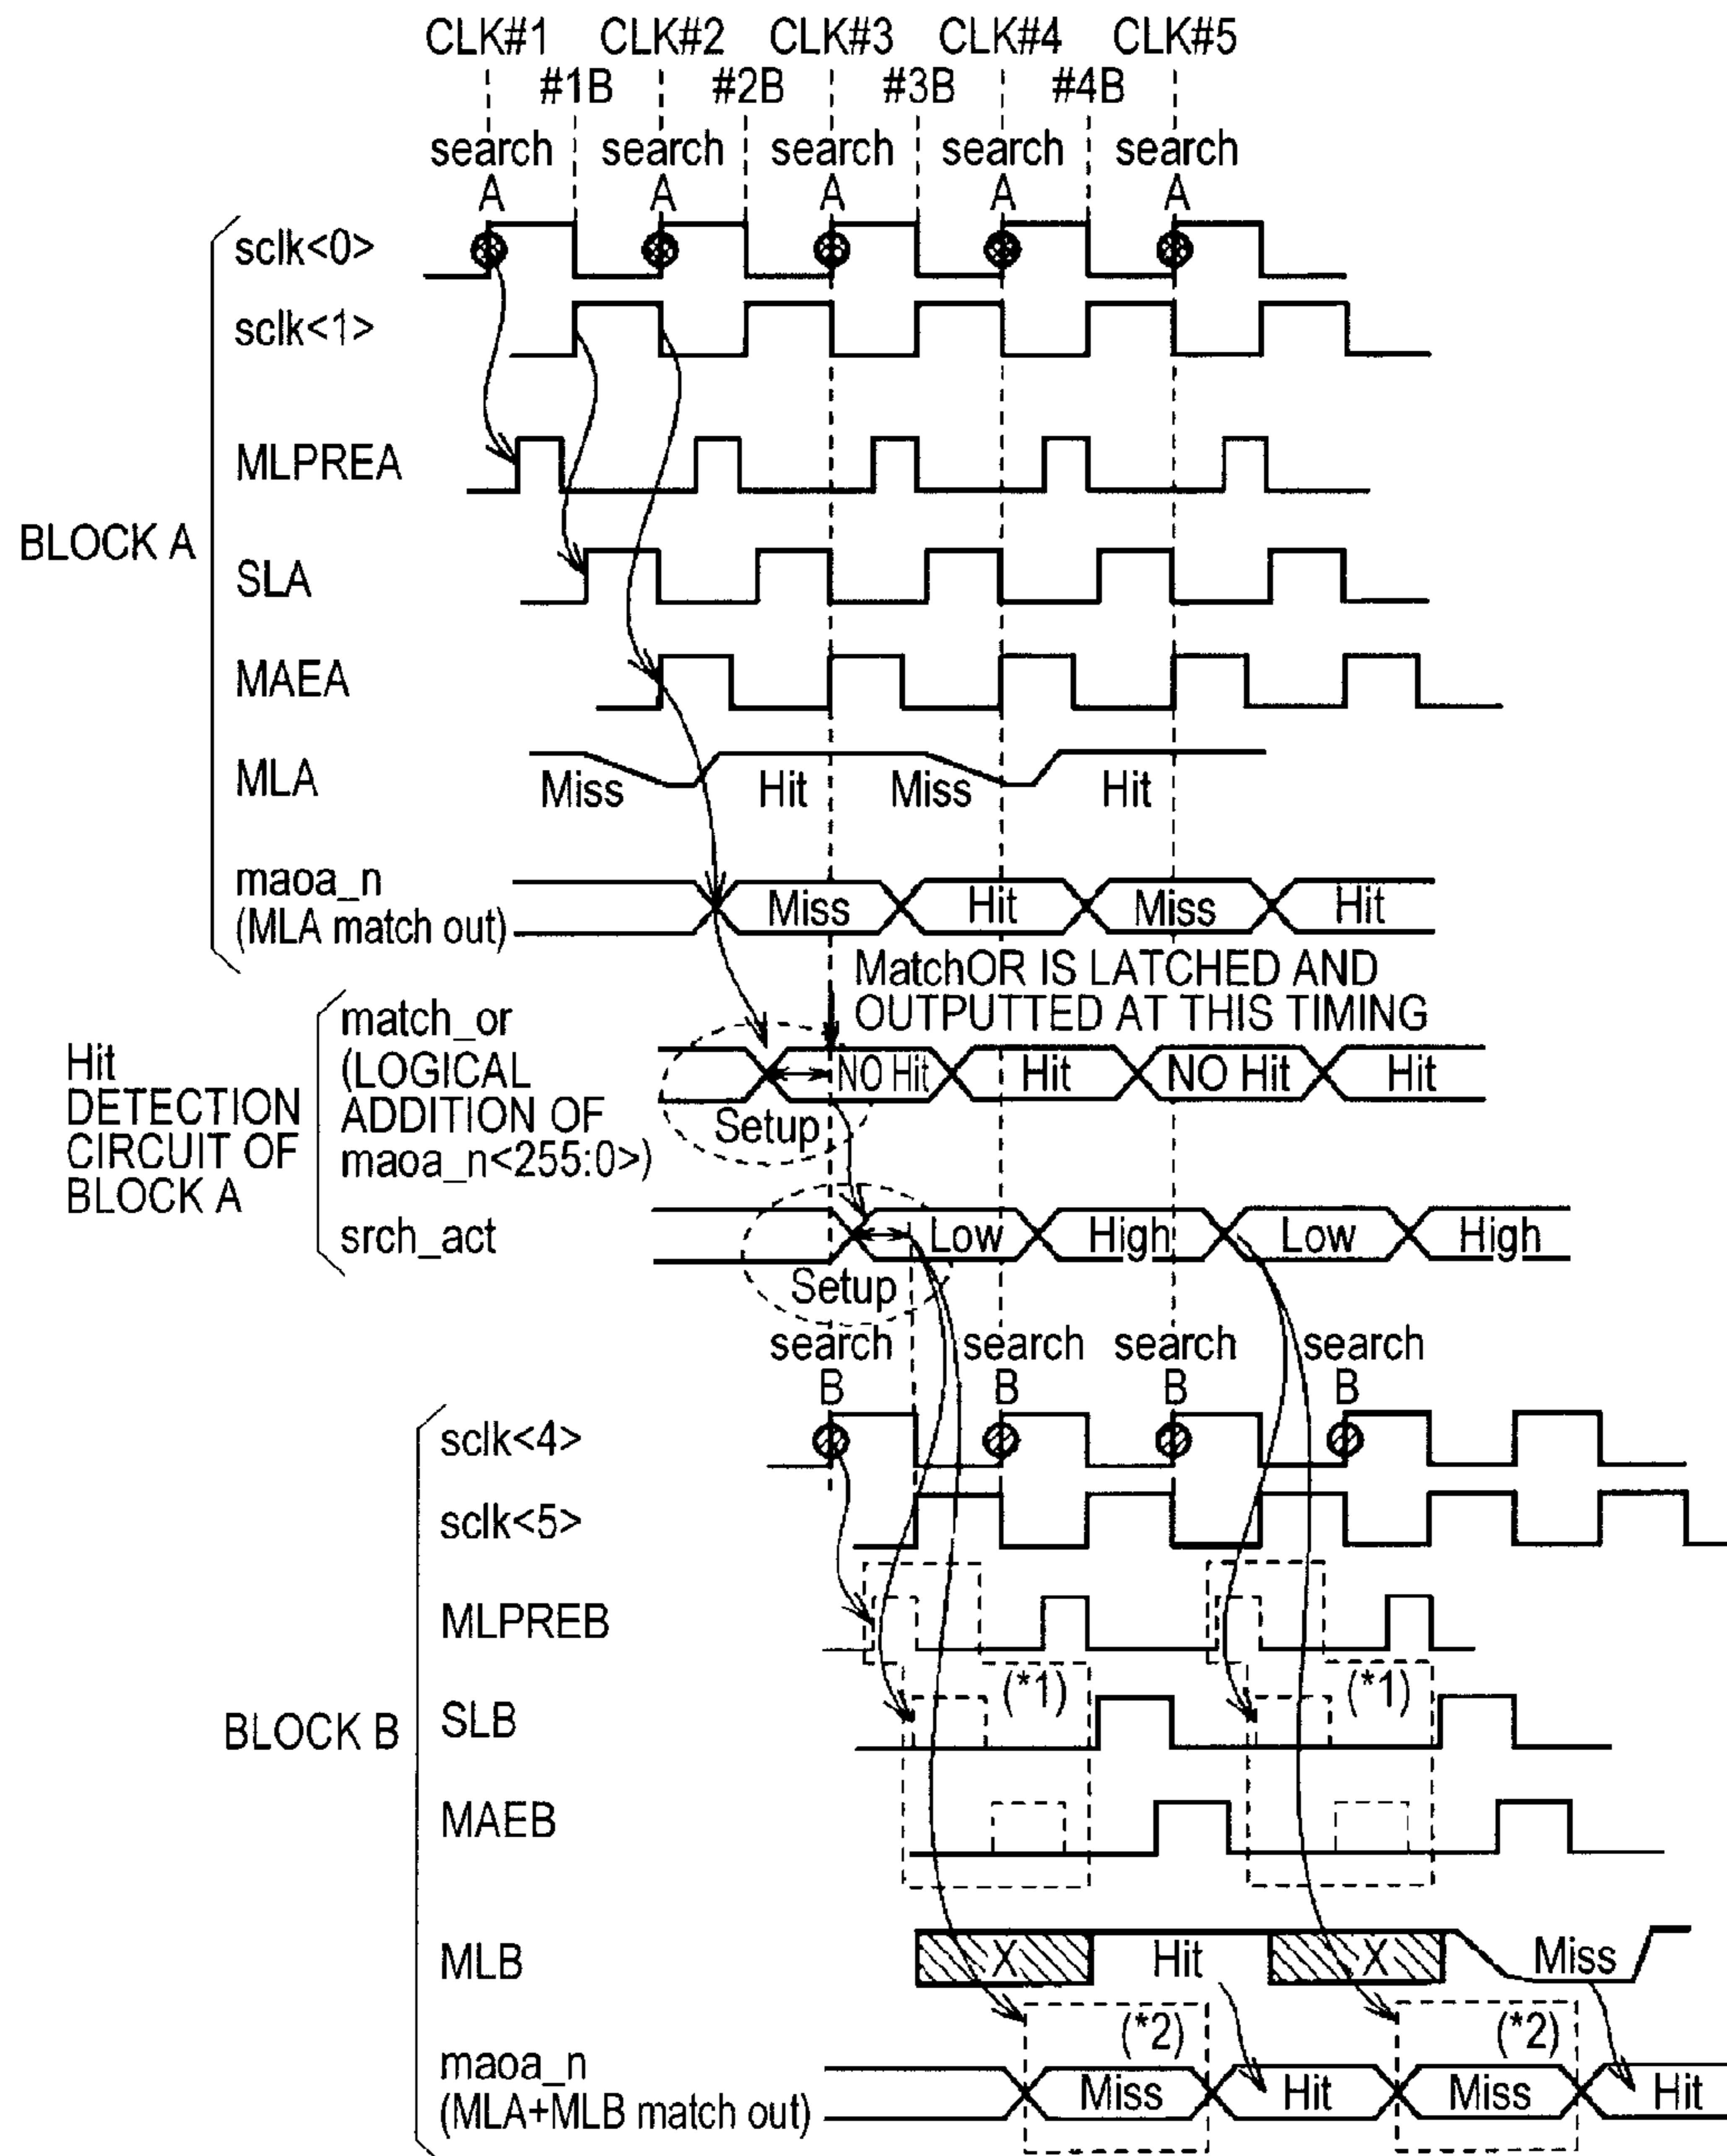 CLK#1 CLK#2 CLK#3 CLK#4 CLK#5
#1B #2B #3B #4B
search search search search search
A A A A A
BLOCK A
sclk<0>
sclk<1>
MLPREA
SLA
MAEA
MLA
Miss Hit Miss Hit
maoa_n
(MLA match out)
Miss Hit Miss Hit
MatchOR IS LATCHED AND
OUTPUTTED AT THIS TIMING
Hit
DETECTION
CIRCUIT OF
BLOCK A
match_or
(LOGICAL
ADDITION OF
maoa_n<255:0>)
NO Hit Hit NO Hit Hit
Setup
srch_act
Low High Low High
Setup
search search search search
B B B B
BLOCK B
sclk<4>
sclk<5>
MLPREB
(*1) (*1)
SLB
MAEB
MLB
X Hit X Miss
(*2) (*2)
maoa_n
(MLA+MLB match out)
Miss Hit Miss Hit